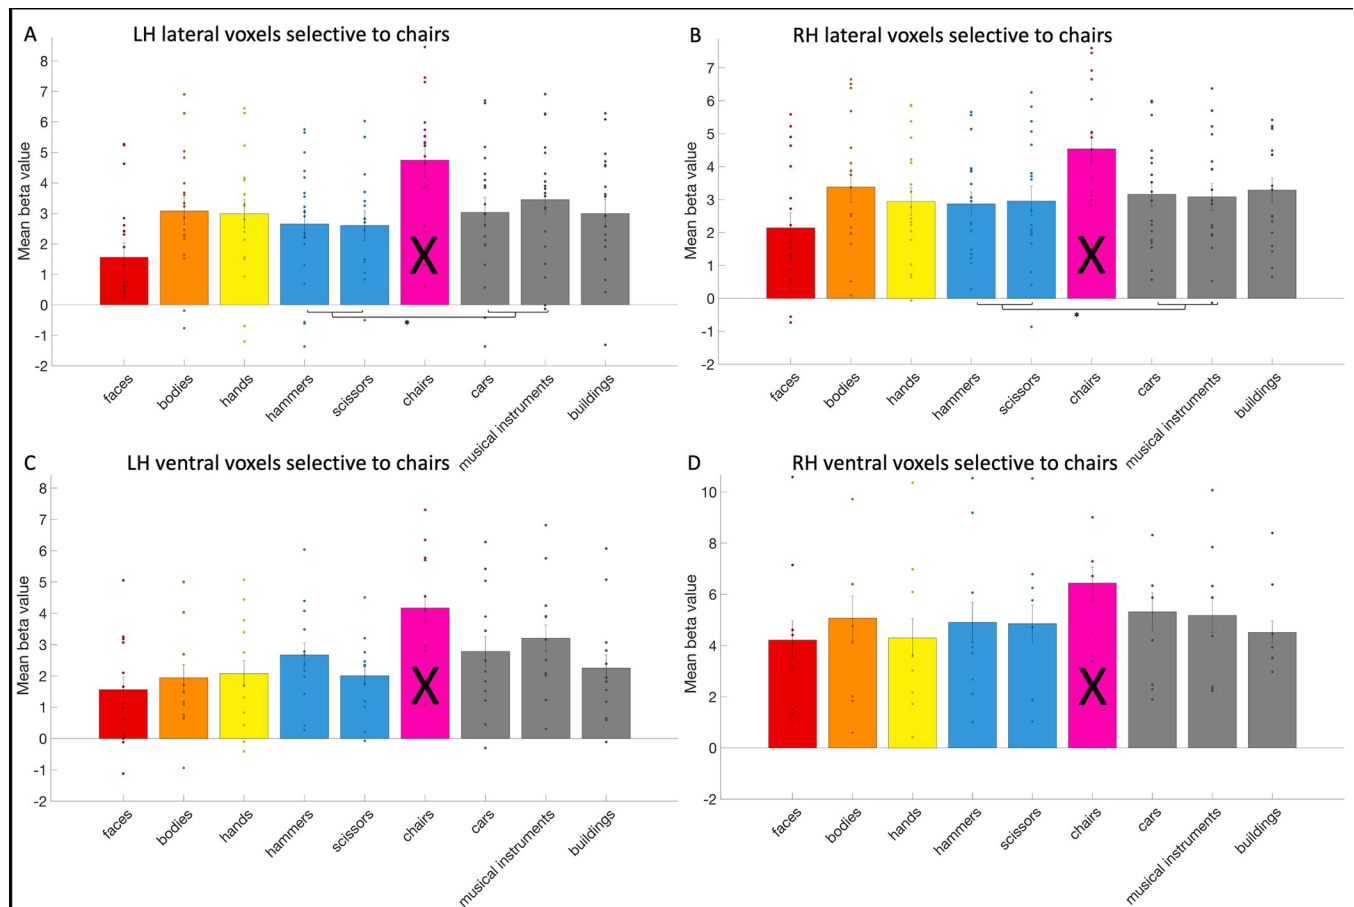 A
LH lateral voxels selective to chairs
Mean beta value
8
7
6
5
4
3
2
1
0
-1
-2
X
*
faces
bodies
hands
hammers
scissors
chairs
cars
musical instruments
buildings
B
RH lateral voxels selective to chairs
Mean beta value
7
6
5
4
3
2
1
0
-1
-2
X
*
faces
bodies
hands
hammers
scissors
chairs
cars
musical instruments
buildings
C
LH ventral voxels selective to chairs
Mean beta value
8
7
6
5
4
3
2
1
0
-1
-2
X
faces
bodies
hands
hammers
scissors
chairs
cars
musical instruments
buildings
D
RH ventral voxels selective to chairs
Mean beta value
10
8
6
4
2
0
-2
X
faces
bodies
hands
hammers
scissors
chairs
cars
musical instruments
buildings